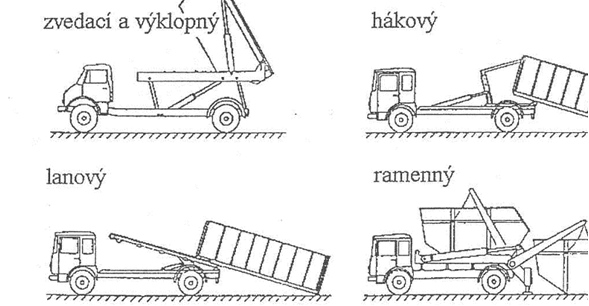 zvedací a výklopný
hákový
lanový
ramenný